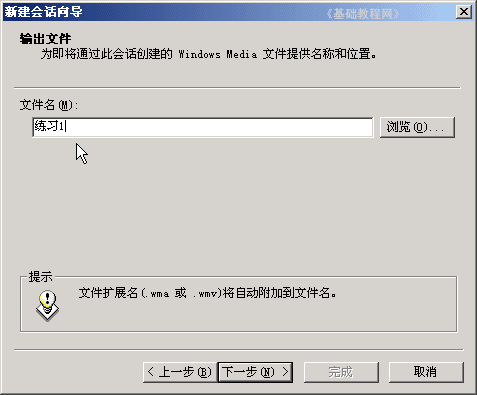 新建会话向导
《基础教程网》
输出文件
为即将通过此会话创建的 Windows Media 文件提供名称和位置。
文件名(M):
练习1
浏览(O)...
提示
文件扩展名(.wma 或 .wmv)将自动附加到文件名。
< 上一步(B)
下一步(N) >
完成
取消